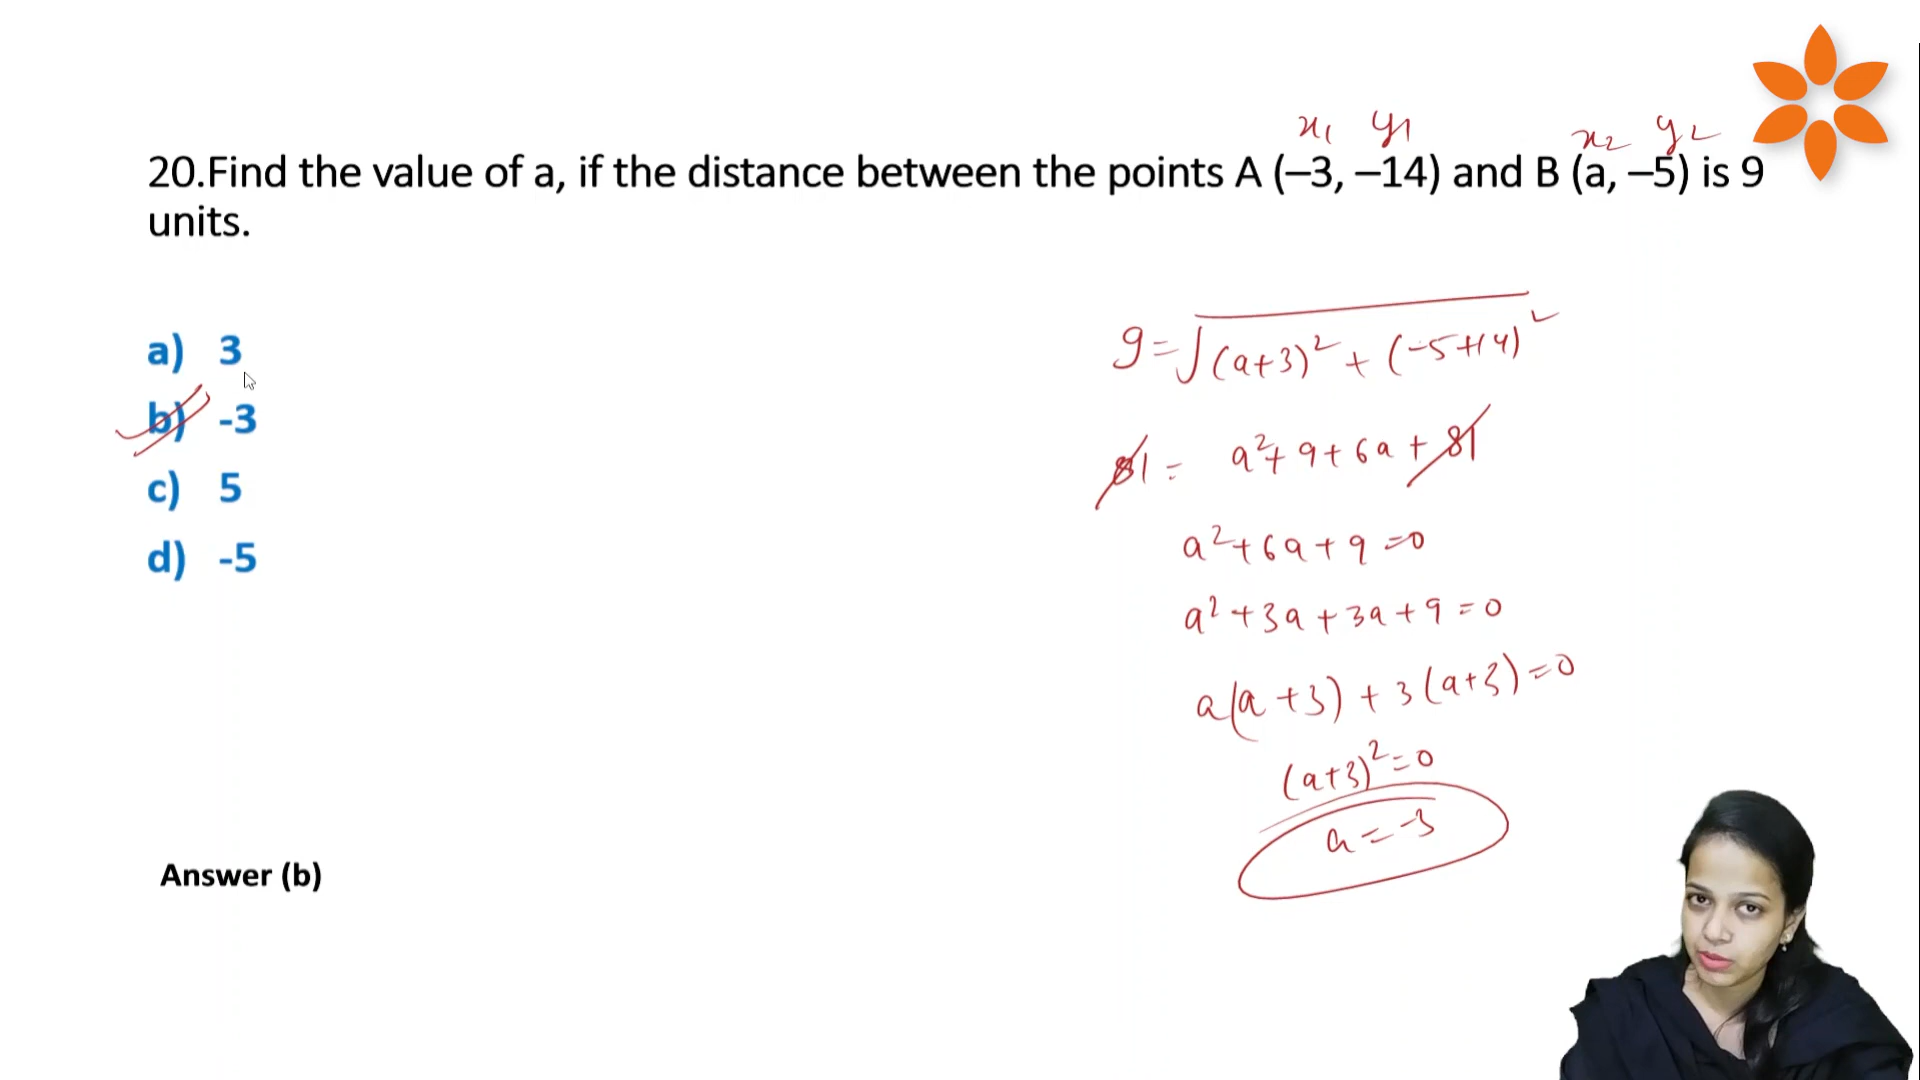 x₁ y₁ x₂ y₂
20.Find the value of a, if the distance between the points A (–3, –14) and B (a, –5) is 9
units.
a) 3
b) -3
c) 5
d) -5
9 = √(a+3)² + (-5+14)²
81 = a² + 9 + 6a + 81
a² + 6a + 9 = 0
a² + 3a + 3a + 9 = 0
a(a + 3) + 3(a+3) = 0
(a+3)² = 0
a = -3
Answer (b)